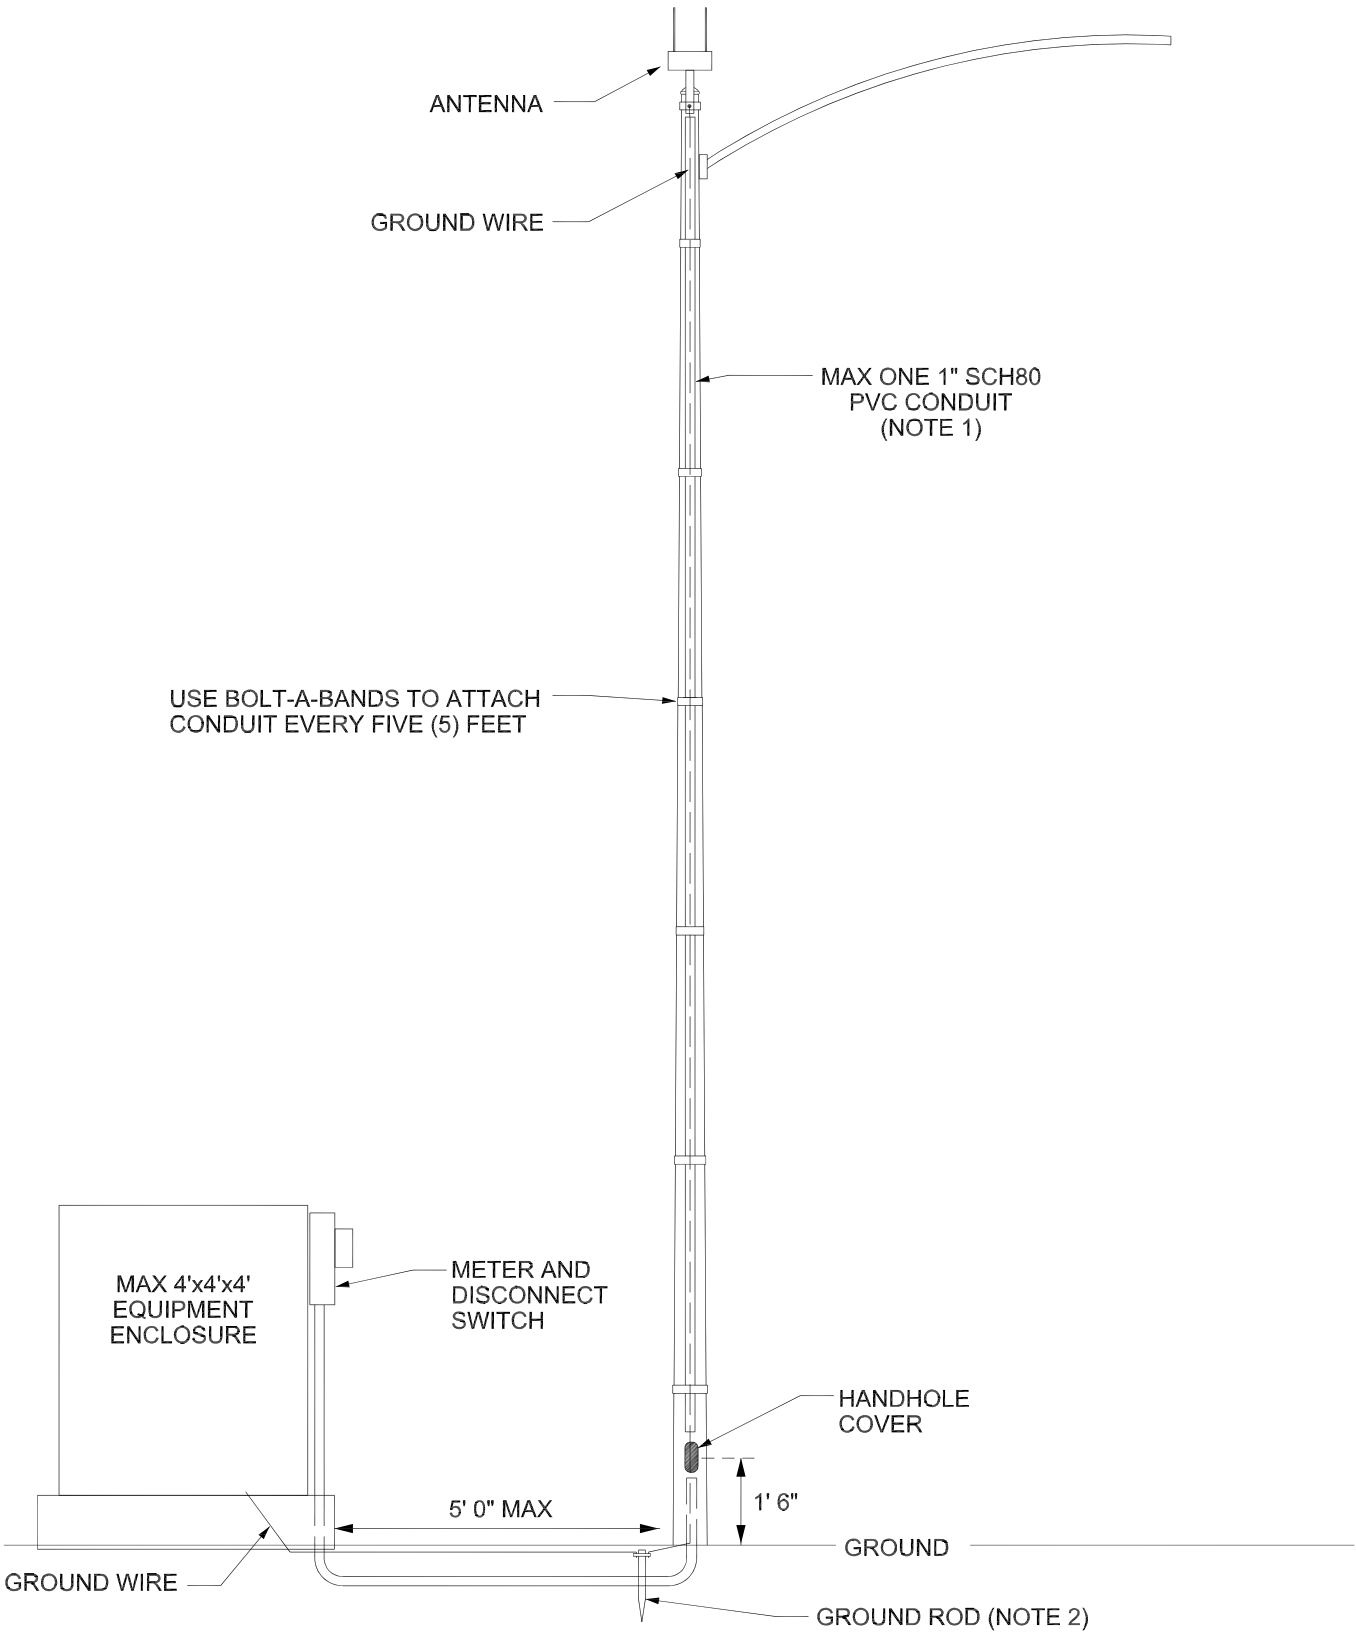 ANTENNA
GROUND WIRE
MAX ONE 1" SCH80
PVC CONDUIT
(NOTE 1)
USE BOLT-A-BANDS TO ATTACH
CONDUIT EVERY FIVE (5) FEET
MAX 4'x4'x4'
EQUIPMENT
ENCLOSURE
METER AND
DISCONNECT
SWITCH
HANDHOLE
COVER
5' 0" MAX
1' 6"
GROUND
GROUND WIRE
GROUND ROD (NOTE 2)